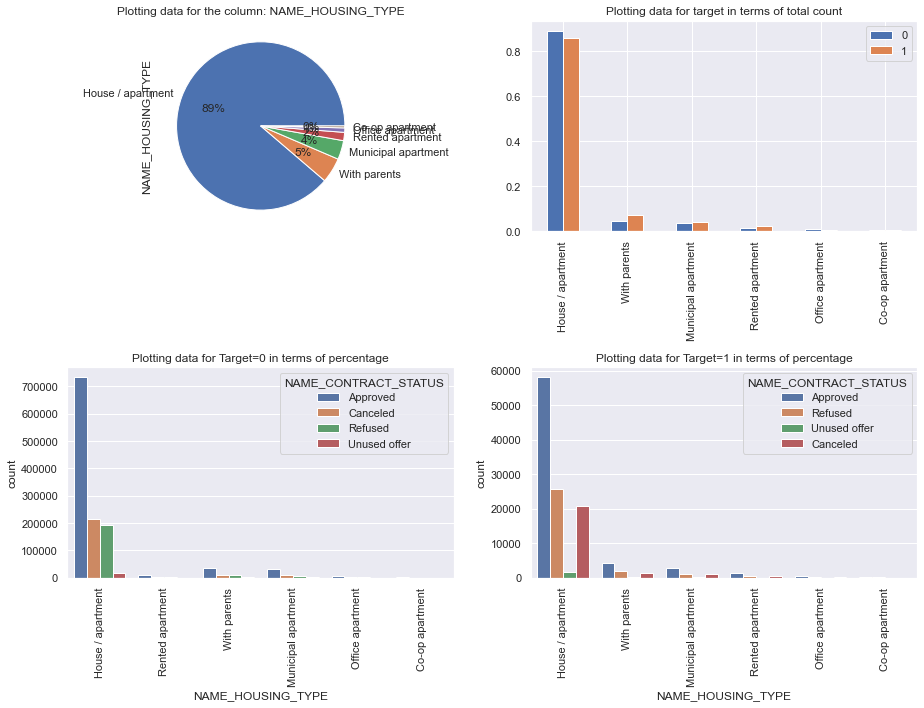 Plotting data for the column: NAME_HOUSING_TYPE
NAME_HOUSING_TYPE
House / apartment
89%
With parents
5%
Municipal apartment
4%
Rented apartment
Office apartment
Co-op apartment
0%
Plotting data for target in terms of total count
0
1
0.8
0.6
0.4
0.2
0.0
House / apartment
With parents
Municipal apartment
Rented apartment
Office apartment
Co-op apartment
Plotting data for Target=0 in terms of percentage
NAME_CONTRACT_STATUS
Approved
Canceled
Refused
Unused offer
count
700000
600000
500000
400000
300000
200000
100000
0
House / apartment
Rented apartment
With parents
Municipal apartment
Office apartment
Co-op apartment
NAME_HOUSING_TYPE
Plotting data for Target=1 in terms of percentage
NAME_CONTRACT_STATUS
Approved
Refused
Unused offer
Canceled
count
60000
50000
40000
30000
20000
10000
0
House / apartment
With parents
Municipal apartment
Rented apartment
Office apartment
Co-op apartment
NAME_HOUSING_TYPE